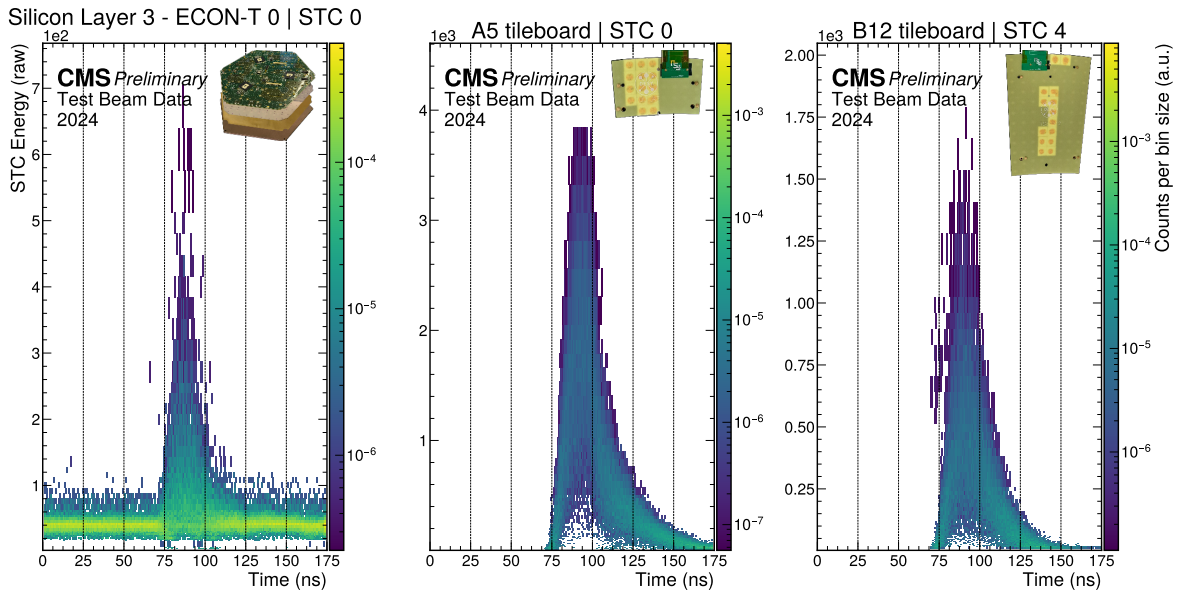 Silicon Layer 3 - ECON-T 0 | STC 0
A5 tileboard | STC 0
B12 tileboard | STC 4
1e2
1e3
1e3
CMS Preliminary
Test Beam Data
2024
CMS Preliminary
Test Beam Data
2024
CMS Preliminary
Test Beam Data
2024
STC Energy (raw)
7
6
5
4
3
2
1
10⁻⁴
10⁻⁵
10⁻⁶
4
3
2
1
10⁻³
10⁻⁴
10⁻⁵
10⁻⁶
10⁻⁷
2.00
1.75
1.50
1.25
1.00
0.75
0.50
0.25
10⁻³
10⁻⁴
10⁻⁵
10⁻⁶
Counts per bin size (a.u.)
0 25 50 75 100 125 150 175
0 25 50 75 100 125 150 175
0 25 50 75 100 125 150 175
Time (ns)
Time (ns)
Time (ns)